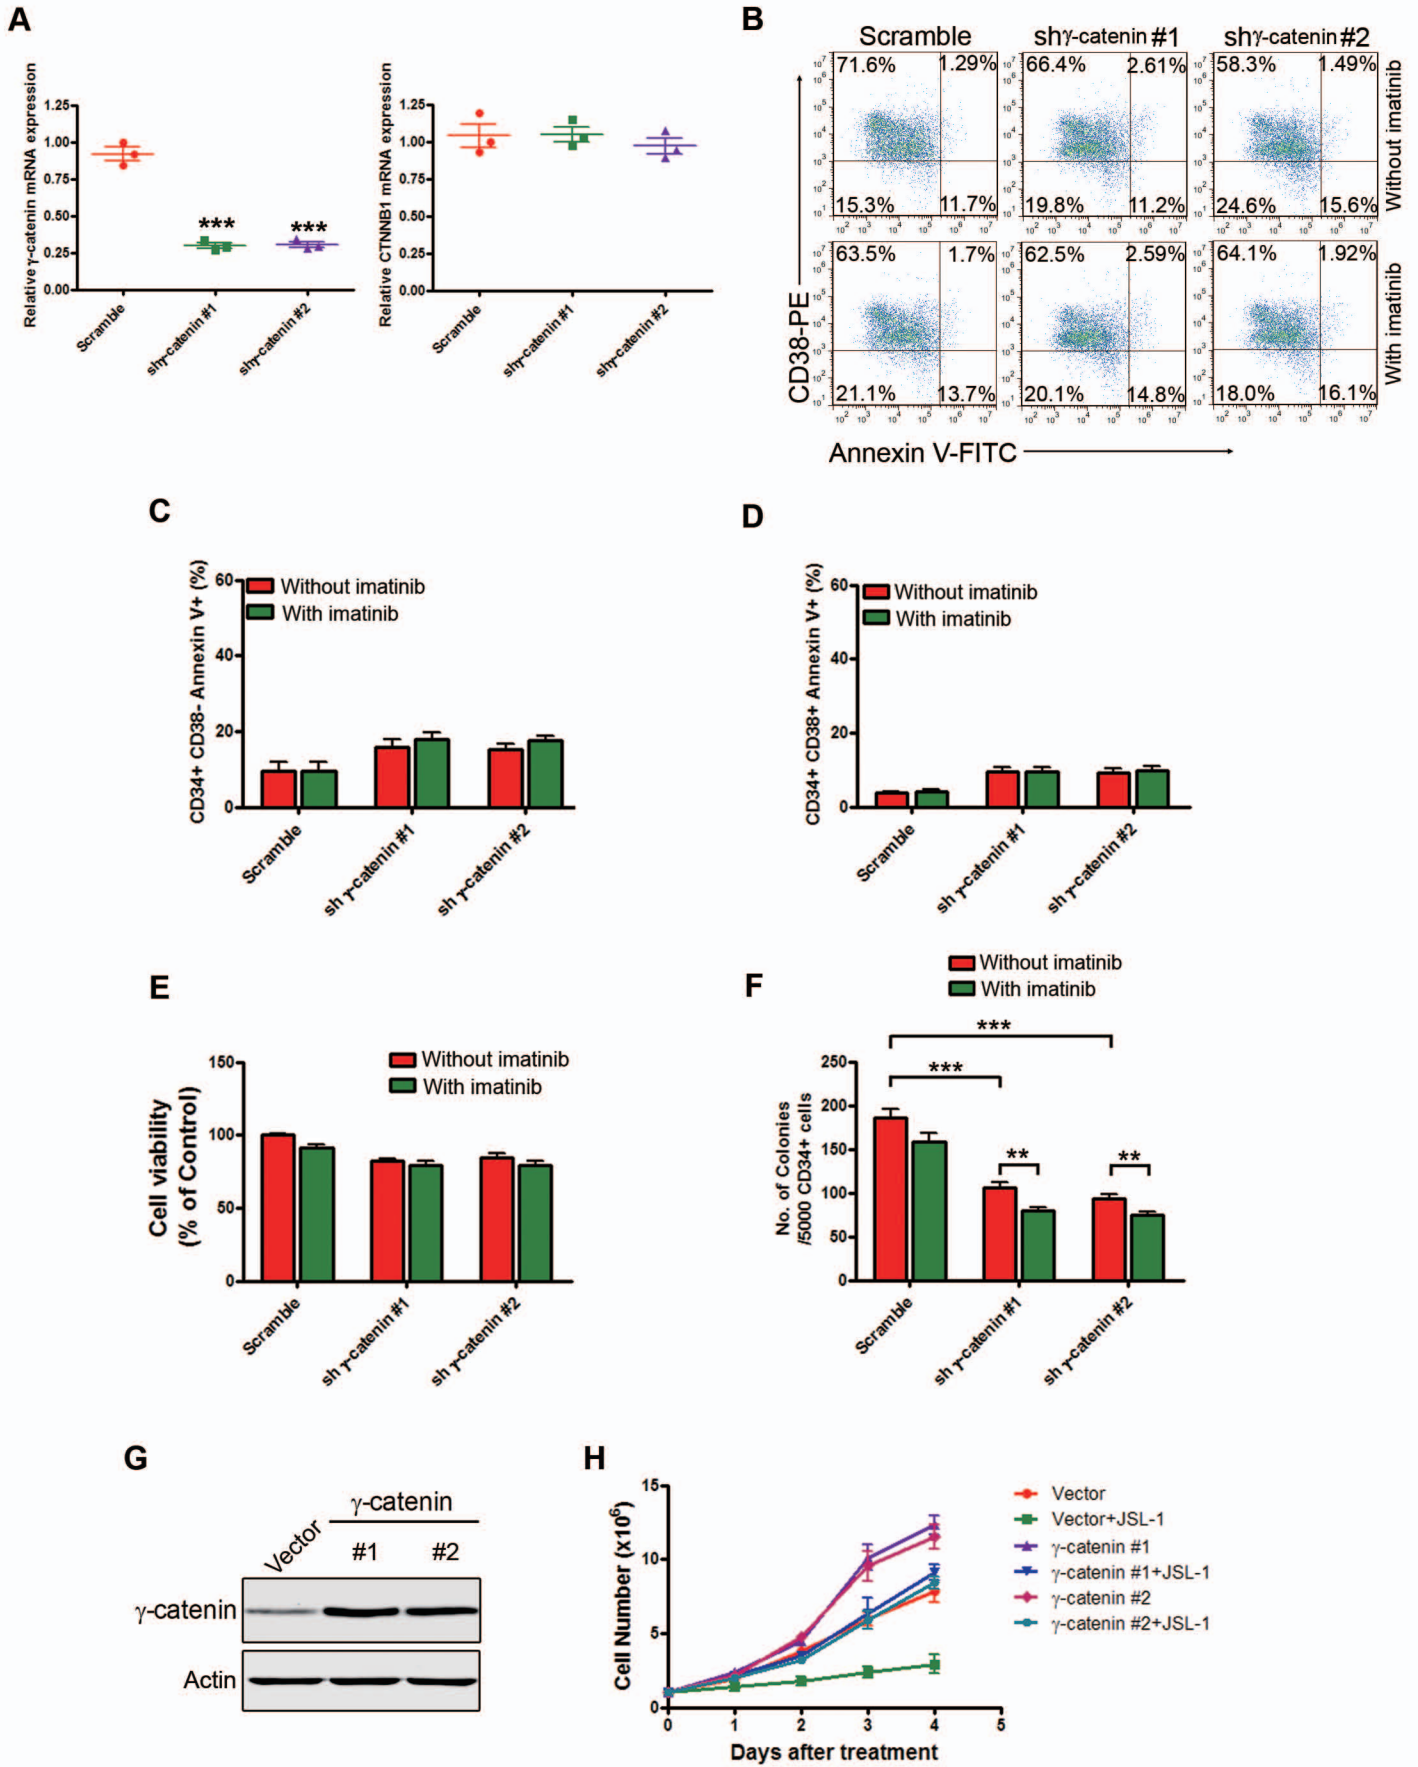 A
Relative γ-catenin mRNA expression
1.25
1.00
0.75
0.50
0.25
0.00
***
***
Scramble
shγ-catenin #1
shγ-catenin #2
Relative CTNNB1 mRNA expression
1.25
1.00
0.75
0.50
0.25
0.00
Scramble
shγ-catenin #1
shγ-catenin #2
B
Scramble
shγ-catenin #1
shγ-catenin #2
71.6%
1.29%
15.3%
11.7%
66.4%
2.61%
19.8%
11.2%
58.3%
1.49%
24.6%
15.6%
Without imatinib
63.5%
1.7%
21.1%
13.7%
62.5%
2.59%
20.1%
14.8%
64.1%
1.92%
18.0%
16.1%
With imatinib
CD38-PE
Annexin V-FITC
C
CD34+ CD38- Annexin V+ (%)
60
40
20
0
Without imatinib
With imatinib
Scramble
sh γ-catenin #1
sh γ-catenin #2
D
CD34+ CD38+ Annexin V+ (%)
60
40
20
0
Without imatinib
With imatinib
Scramble
sh γ-catenin #1
sh γ-catenin #2
E
Cell viability
(% of Control)
150
100
50
0
Without imatinib
With imatinib
Scramble
sh γ-catenin #1
sh γ-catenin #2
F
Without imatinib
With imatinib
No. of Colonies
/5000 CD34+ cells
250
200
150
100
50
0
***
***
**
**
Scramble
sh γ-catenin #1
sh γ-catenin #2
G
γ-catenin
Vector
#1
#2
γ-catenin
Actin
H
Cell Number (x10⁶)
15
10
5
0
0 1 2 3 4 5
Days after treatment
Vector
Vector+JSL-1
γ-catenin #1
γ-catenin #1+JSL-1
γ-catenin #2
γ-catenin #2+JSL-1